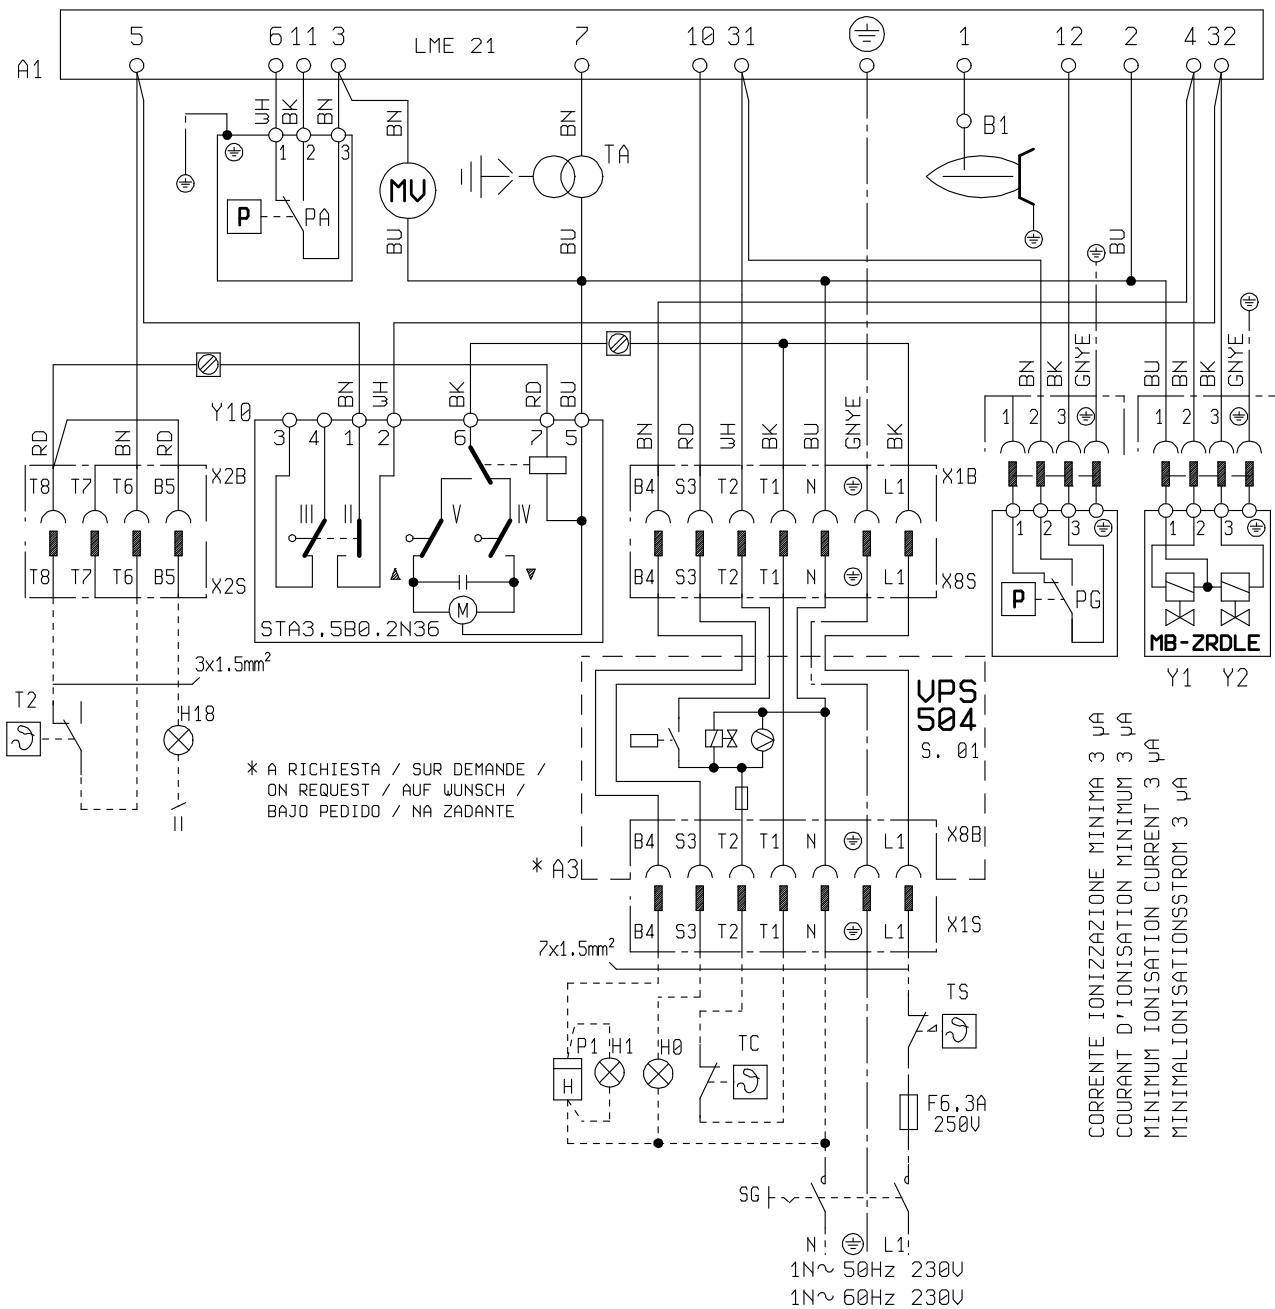 5 6 11 3 LME 21 7 10 31 1 12 2 4 32
A1
WH BK BN BN BN
B1
1 2 3
TA
MV
P PA
BU BU BU
BN WH BK RD BU
Y10
3 4 1 2 6 7 5
RD BN RD
X2B
T8 T7 T6 B5
T8 T7 T6 B5
X2S
III II V IV
M
STA3.5B0.2N36
BN RD WH BK BU GNYE BK
X1B
B4 S3 T2 T1 N L1
B4 S3 T2 T1 N L1
X8S
BN BK GNYE
1 2 3
1 2 3
P PG
BU BN BK GNYE
1 2 3
1 2 3
MB-ZRDLE
Y1 Y2
3x1.5mm²
T2
H18
II
* A RICHIESTA / SUR DEMANDE /
ON REQUEST / AUF WUNSCH /
BAJO PEDIDO / NA ZADANTE
VPS
504
S. 01
X8B
B4 S3 T2 T1 N L1
* A3
B4 S3 T2 T1 N L1
X1S
7x1.5mm²
P1 H1 H0 TC TS
H
F6,3A
250V
SG
N L1
1N~ 50Hz 230V
1N~ 60Hz 230V
CORRENTE IONIZZAZIONE MINIMA 3 µA
COURANT D'IONISATION MINIMUM 3 µA
MINIMUM IONISATION CURRENT 3 µA
MINIMALIONISATIONSSTROM 3 µA